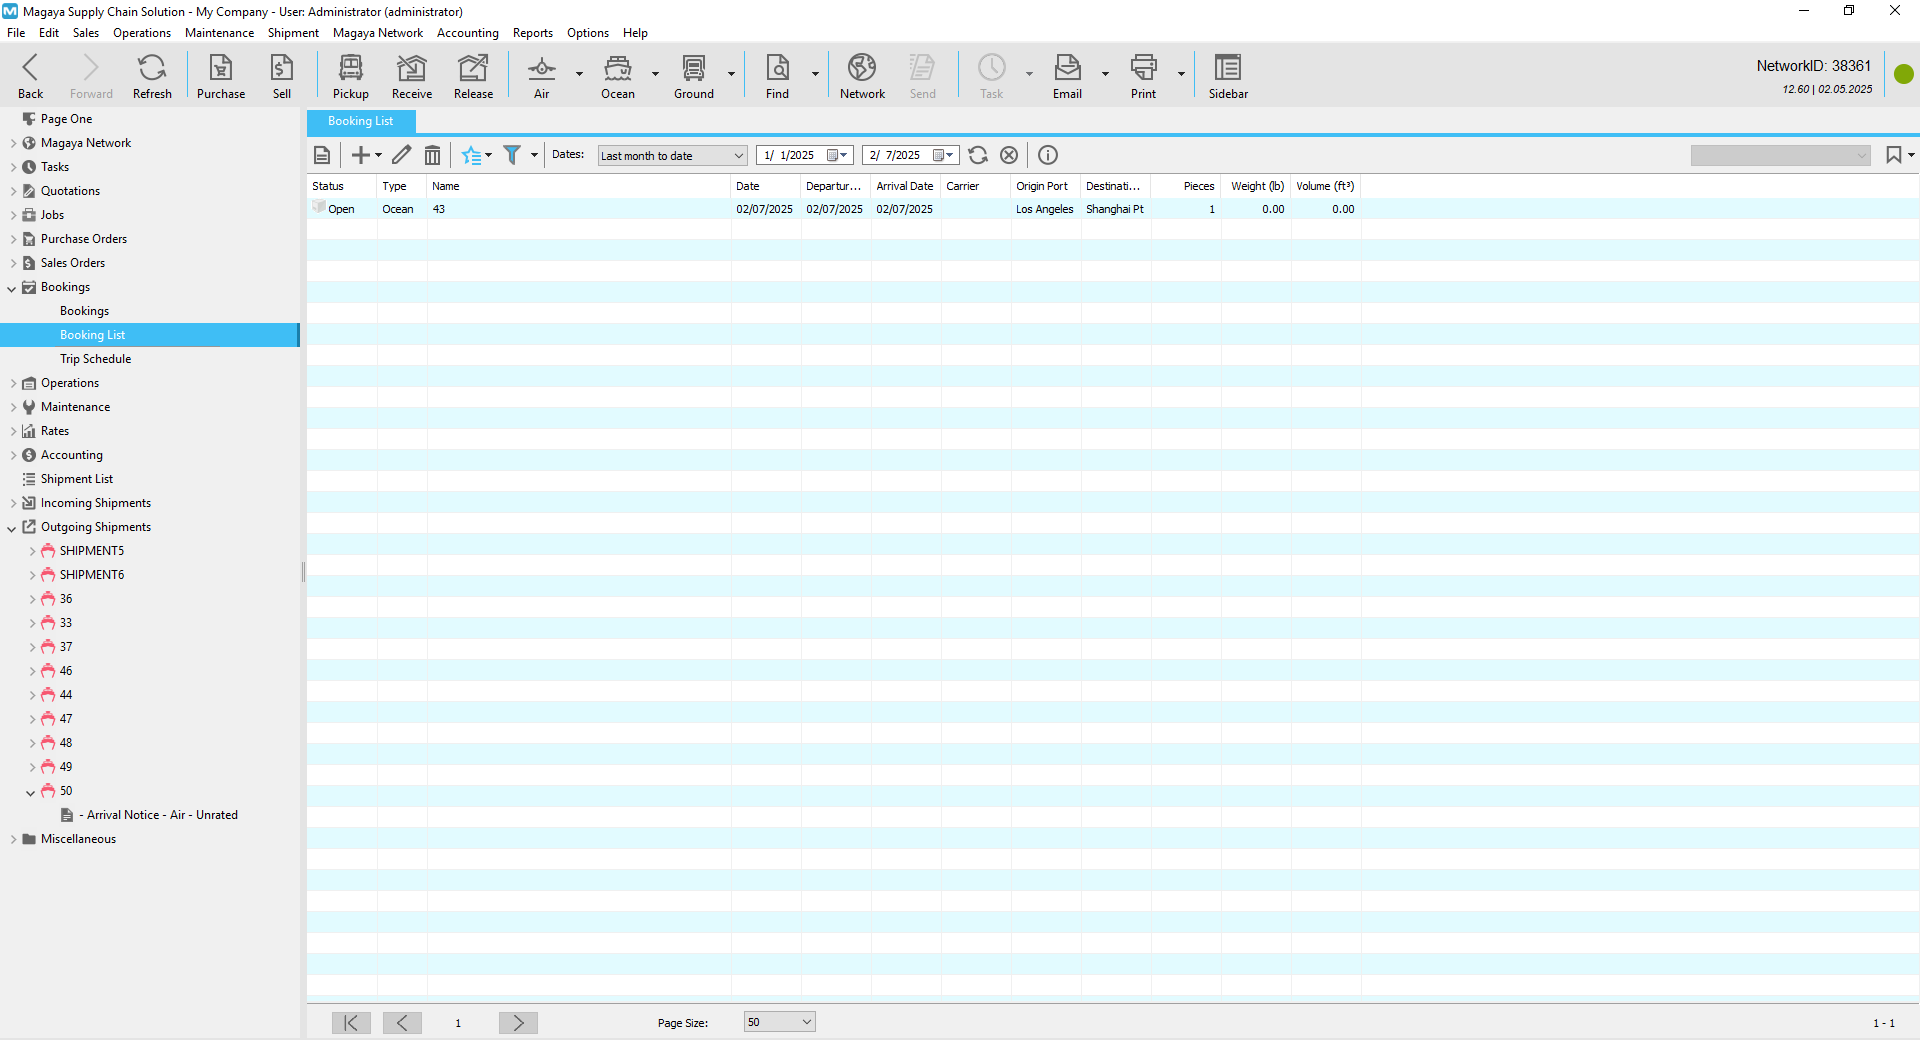 Magaya Supply Chain Solution - My Company - User: Administrator (administrator)
File Edit Sales Operations Maintenance Shipment Magaya Network Accounting Reports Options Help
Back Forward Refresh Purchase Sell Pickup Receive Release Air Ocean Ground Find Network Send Task Email Print Sidebar
NetworkID: 38361
12.60 | 02.05.2025
Page One
Magaya Network
Tasks
Quotations
Jobs
Purchase Orders
Sales Orders
Bookings
Bookings
Booking List
Trip Schedule
Operations
Maintenance
Rates
Accounting
Shipment List
Incoming Shipments
Outgoing Shipments
SHIPMENT5
SHIPMENT6
36
33
37
46
44
47
48
49
50
- Arrival Notice - Air - Unrated
Miscellaneous
Booking List
Dates: Last month to date 1/ 1/2025 2/ 7/2025
Status Type Name Date Departur... Arrival Date Carrier Origin Port Destinati... Pieces Weight (lb) Volume (ft³)
Open Ocean 43 02/07/2025 02/07/2025 02/07/2025 Los Angeles Shanghai Pt 1 0.00 0.00
1 Page Size: 50 1 - 1